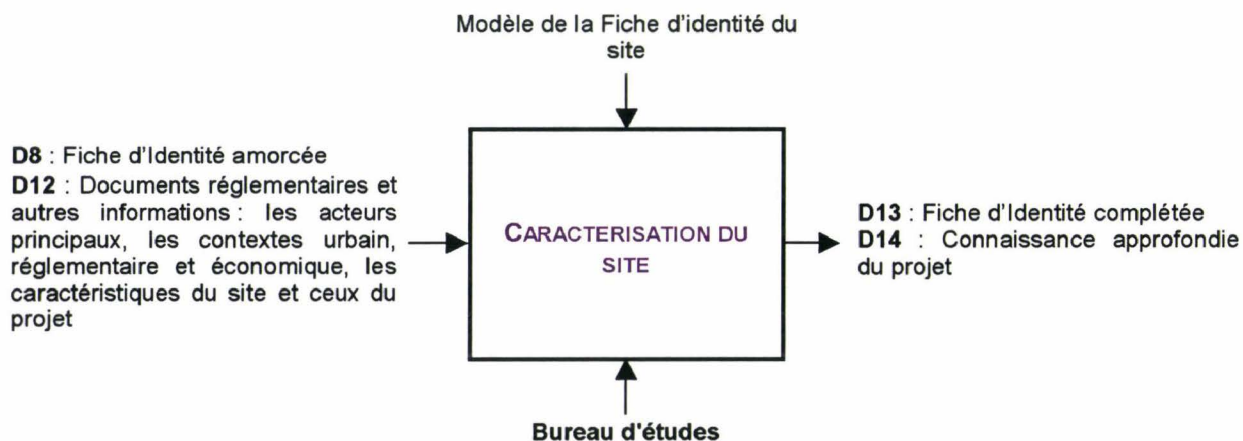 Modèle de la Fiche d'identité du
site
D8 : Fiche d'Identité amorcée
D12 : Documents réglementaires et
autres informations : les acteurs
principaux, les contextes urbain,
réglementaire et économique, les
caractéristiques du site et ceux du
projet
CARACTERISATION DU
SITE
D13 : Fiche d'Identité complétée
D14 : Connaissance approfondie
du projet
Bureau d'études